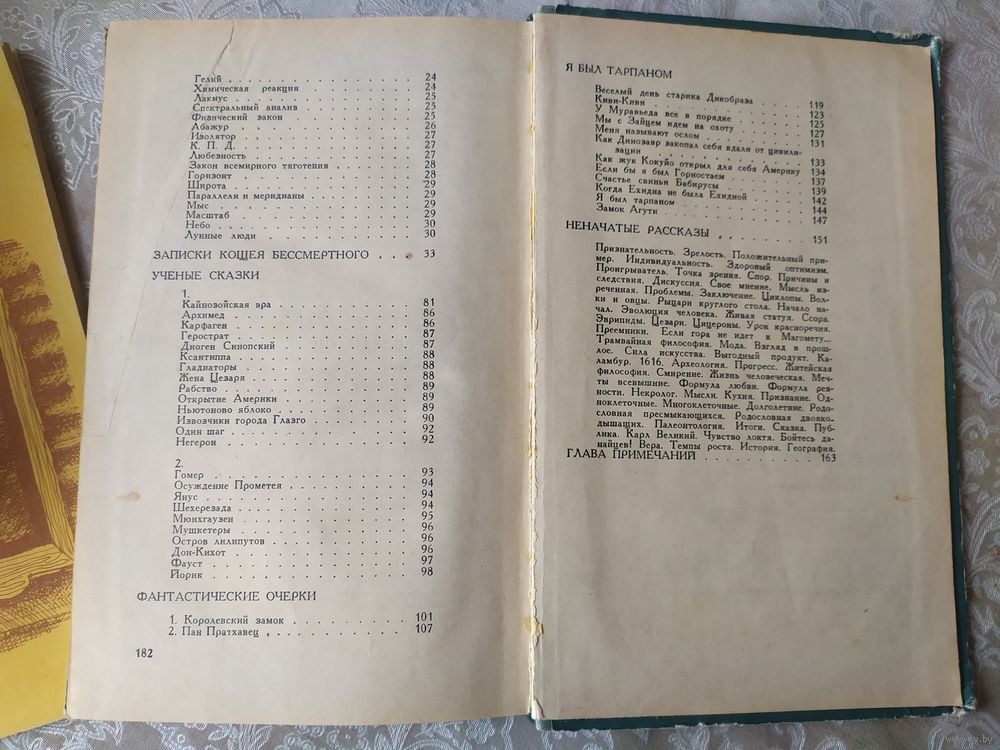 Гелий . . . . . . . . . . . . 24
Химическая реакция . . . . . . . 24
Лакмус . . . . . . . . . . . . 25
Спектральный анализ . . . . . . . 25
Физический закон . . . . . . . . 25
Абажур . . . . . . . . . . . . 26
Изолятор . . . . . . . . . . . 27
К. П. Д. . . . . . . . . . . . 27
Любезность . . . . . . . . . . 27
Закон всемирного тяготения . . . . . 28
Горизонт . . . . . . . . . . . 28
Широта . . . . . . . . . . . . 29
Параллели и меридианы . . . . . . 29
Мыс . . . . . . . . . . . . . 29
Масштаб . . . . . . . . . . . 29
Небо . . . . . . . . . . . . . 30
Лунные люди . . . . . . . . . . 30
ЗАПИСКИ КОЩЕЯ БЕССМЕРТНОГО . . . 33
УЧЕНЫЕ СКАЗКИ
1.
Кайнозойская эра . . . . . . . . 81
Архимед . . . . . . . . . . . 86
Карфаген . . . . . . . . . . . 86
Герострат . . . . . . . . . . . 87
Диоген Синопский . . . . . . . . 87
Ксантиппа . . . . . . . . . . . 88
Гладиаторы . . . . . . . . . . 88
Жена Цезаря . . . . . . . . . . 88
Рабство . . . . . . . . . . . 89
Открытие Америки . . . . . . . . 89
Ньютоново яблоко . . . . . . . . 89
Извозчики города Глазго . . . . . . 90
Один шаг . . . . . . . . . . . 92
Негерои . . . . . . . . . . . 92
2.
Гомер . . . . . . . . . . . . 93
Осуждение Прометея . . . . . . . 94
Янус . . . . . . . . . . . . . 94
Шехерезада . . . . . . . . . . 94
Мюнхгаузен . . . . . . . . . . 95
Мушкетеры . . . . . . . . . . 96
Остров лилипутов . . . . . . . . 96
Дон-Кихот . . . . . . . . . . . 96
Фауст . . . . . . . . . . . . 97
Йорик . . . . . . . . . . . . 98
ФАНТАСТИЧЕСКИЕ ОЧЕРКИ
1. Королевский замок . . . . . . . 101
2. Пан Пратхавец . . . . . . . . 107
182
Я БЫЛ ТАРПАНОМ
Веселый день старика Дикобраза . . . 119
Киви-Киви . . . . . . . . . . 123
У Муравьеда все в порядке . . . . . 125
Мы с Зайцем идем на охоту . . . . . 127
Меня называют ослом . . . . . . . 131
Как Динозавр закопал себя вдали от цивили-
зации . . . . . . . . . . . 133
Как жук Кокуйо открыл для себя Америку 134
Если бы я был Горностаем . . . . . 137
Счастье свиньи Бабирусы . . . . . . 139
Когда Ехидна не была Ехидной . . . . 142
Я был тарпаном . . . . . . . . . 144
Замок Агути . . . . . . . . . . 147
НЕНАЧАТЫЕ РАССКАЗЫ . . . . . . . 151
Признательность. Зрелость. Положительный при-
мер. Индивидуальность. Здоровый оптимизм.
Проигрыватель. Точка зрения. Спор. Причины и
следствия. Дискуссия. Свое мнение. Мысль из-
реченная. Проблемы. Заключение. Циклопы. Вол-
ки и овцы. Рыцари круглого стола. Начало на-
чал. Эволюция человека. Живая статуя. Ссора.
Эврипиды. Цезари. Цицероны. Урок красноречия.
Преемники. Если гора не идет к Магомету...
Трамвайная философия. Мода. Взгляд в прош-
лое. Сила искусства. Выгодный продукт. Ка-
ламбур. 1616. Археология. Прогресс. Житейская
философия. Смирение. Жизнь человеческая. Меч-
ты всевышние. Формула любви. Формула рев-
ности. Некролог. Мысли. Кухня. Признание. Од-
ноклеточные. Многоклеточные. Долголетние. Родо-
словная пресмыкающихся. Родословная двояко-
дышащих. Палеонтология. Итоги. Сказка. Пуб-
лика. Карл Великий. Чувство локтя. Бойтесь да-
найцев! Вера. Темпы роста. История. География.
ГЛАВА ПРИМЕЧАНИЙ . . . . . . . . 163
www.ay.by